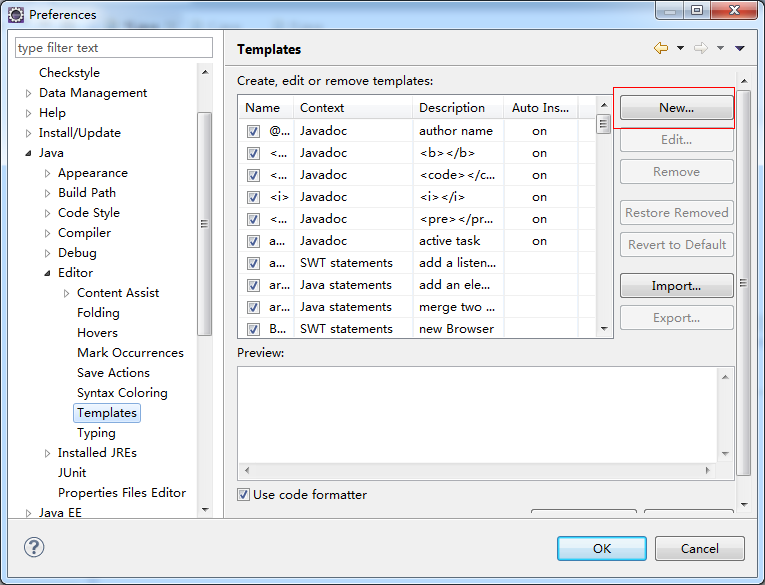 Preferences
type filter text
Checkstyle
Data Management
Help
Install/Update
Java
Appearance
Build Path
Code Style
Compiler
Debug
Editor
Content Assist
Folding
Hovers
Mark Occurrences
Save Actions
Syntax Coloring
Templates
Typing
Installed JREs
JUnit
Properties Files Editor
Java EE
Templates
Create, edit or remove templates:
Name Context Description Auto Ins...
@... Javadoc author name on
<... Javadoc <b></b> on
<... Javadoc <code></c... on
<i> Javadoc <i></i> on
<... Javadoc <pre></pr... on
a... Javadoc active task on
a... SWT statements add a listen...
ar... Java statements add an ele...
ar... Java statements merge two ...
B... SWT statements new Browser
New...
Edit...
Remove
Restore Removed
Revert to Default
Import...
Export...
Preview:
Use code formatter
OK
Cancel